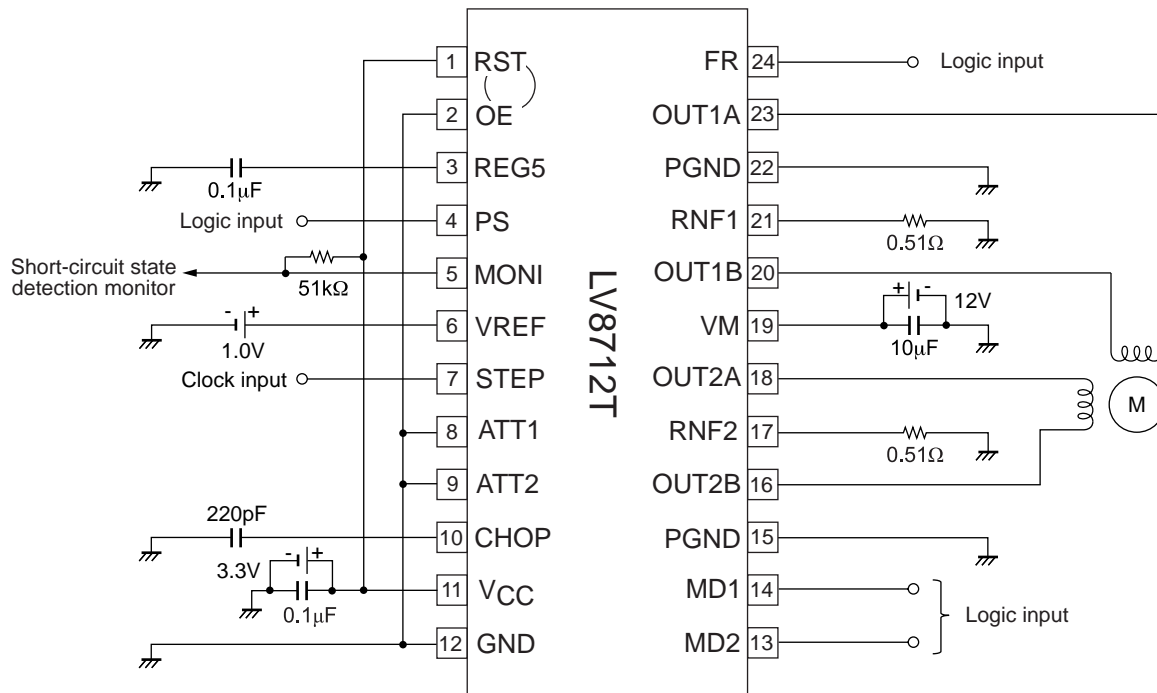 1 RST
2 OE
3 REG5
0.1µF
Logic input
4 PS
Short-circuit state
detection monitor
51kΩ
5 MONI
- +
1.0V
6 VREF
Clock input
7 STEP
8 ATT1
9 ATT2
220pF
10 CHOP
3.3V
- +
0.1µF
11 VCC
12 GND
LV8712T
FR 24
Logic input
OUT1A 23
PGND 22
RNF1 21
0.51Ω
OUT1B 20
+ -
12V
VM 19
10µF
OUT2A 18
M
RNF2 17
0.51Ω
OUT2B 16
PGND 15
MD1 14
Logic input
MD2 13